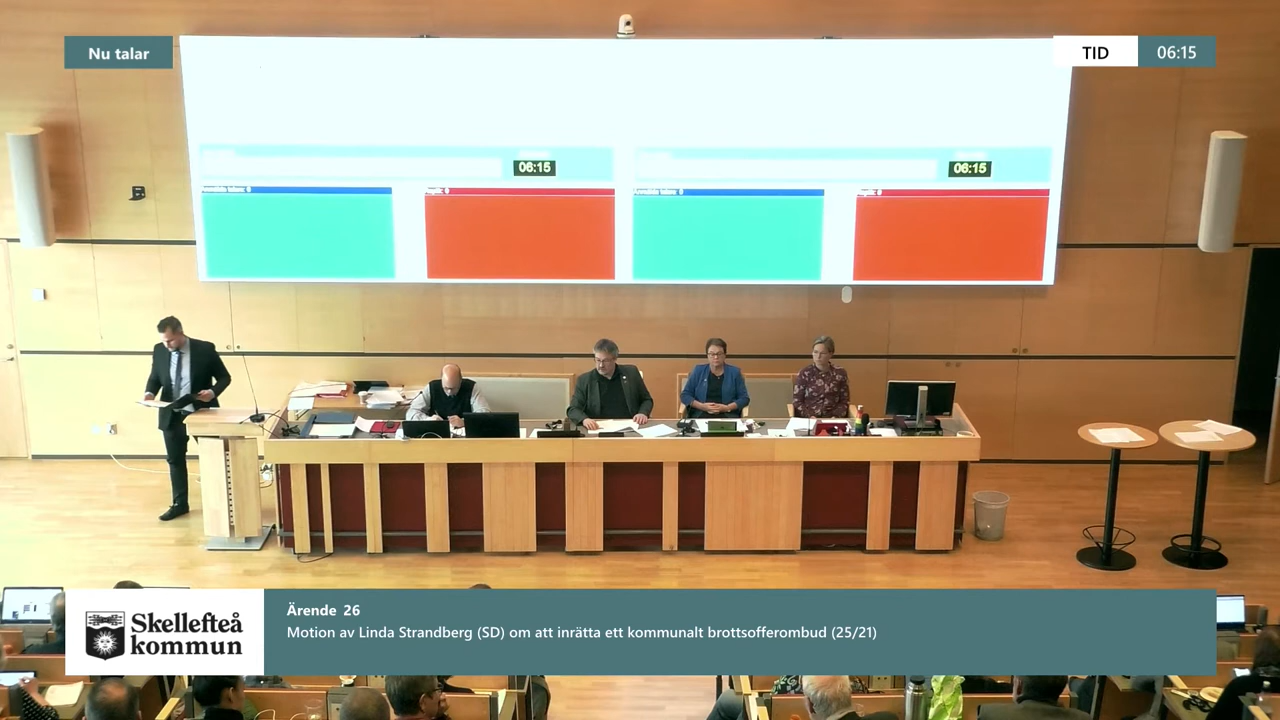 Nu talar
TID 06:15
06:15
06:15
Ärende 26
Motion av Linda Strandberg (SD) om att inrätta ett kommunalt brottsofferombud (25/21)
Skellefteå
kommun